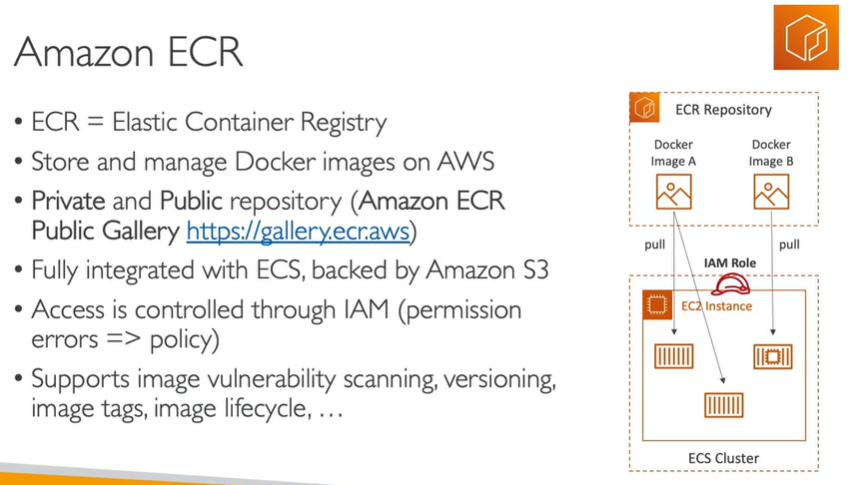 Amazon ECR
• ECR = Elastic Container Registry
• Store and manage Docker images on AWS
• Private and Public repository (Amazon ECR
Public Gallery https://gallery.ecr.aws)
• Fully integrated with ECS, backed by Amazon S3
• Access is controlled through IAM (permission
errors => policy)
• Supports image vulnerability scanning, versioning,
image tags, image lifecycle, …
ECR Repository
Docker
Image A
Docker
Image B
pull
pull
IAM Role
EC2 Instance
ECS Cluster